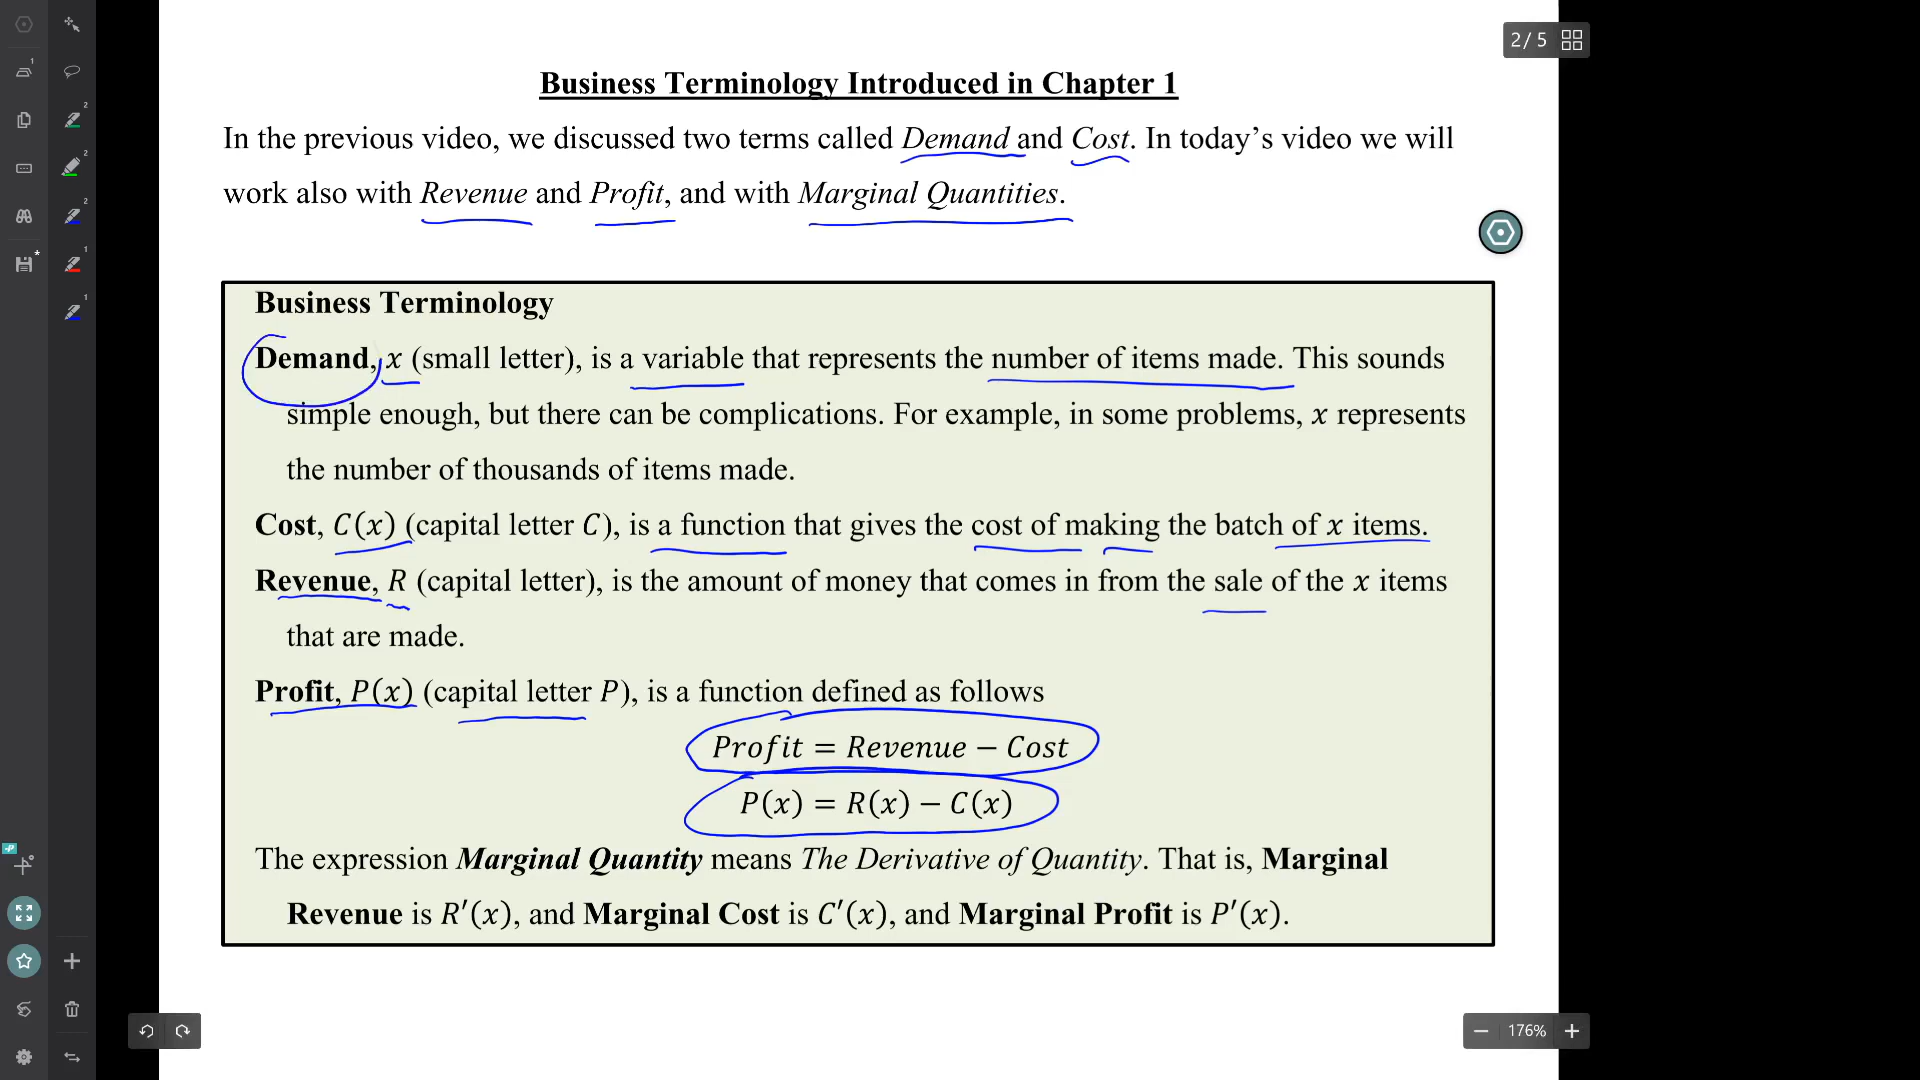 2/5
Business Terminology Introduced in Chapter 1
In the previous video, we discussed two terms called Demand and Cost. In today’s video we will
work also with Revenue and Profit, and with Marginal Quantities.
Business Terminology
Demand, x (small letter), is a variable that represents the number of items made. This sounds
simple enough, but there can be complications. For example, in some problems, x represents
the number of thousands of items made.
Cost, C(x) (capital letter C), is a function that gives the cost of making the batch of x items.
Revenue, R (capital letter), is the amount of money that comes in from the sale of the x items
that are made.
Profit, P(x) (capital letter P), is a function defined as follows
Profit = Revenue − Cost
P(x) = R(x) − C(x)
The expression Marginal Quantity means The Derivative of Quantity. That is, Marginal
Revenue is R′(x), and Marginal Cost is C′(x), and Marginal Profit is P′(x).
176%